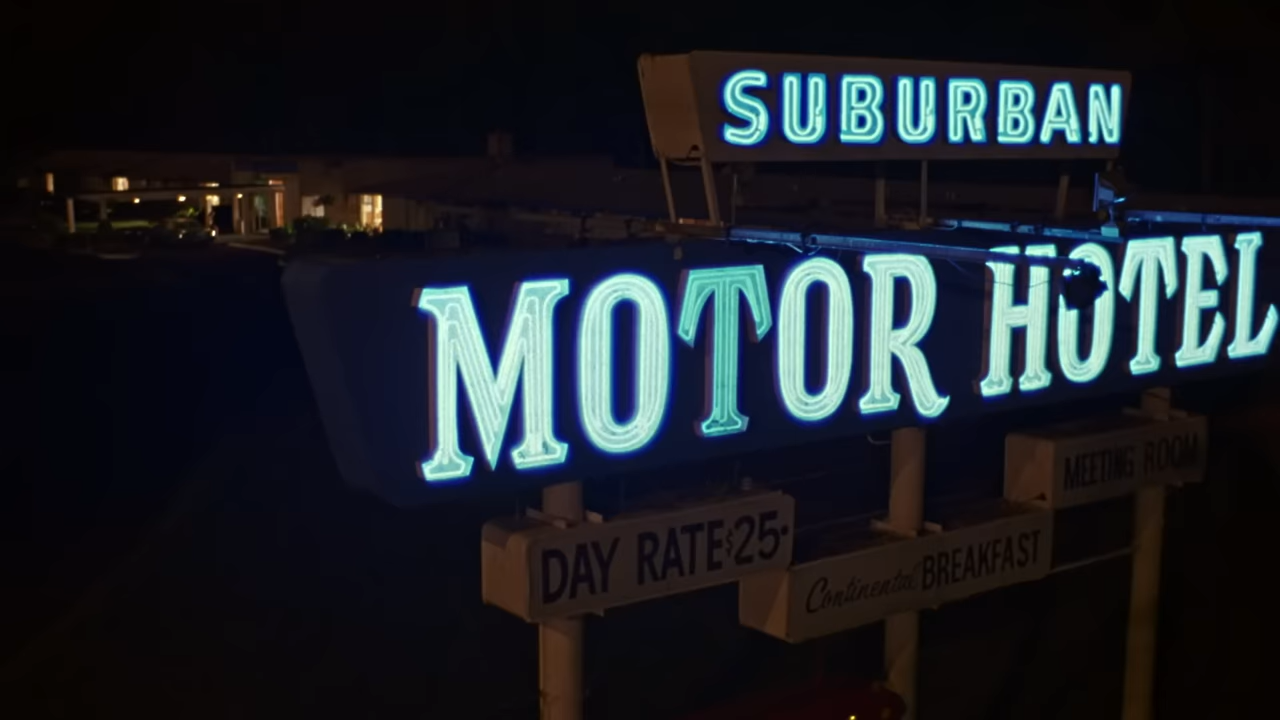 SUBURBAN
MOTOR HOTEL
DAY RATE $25.
Continental BREAKFAST
MEETING ROOM